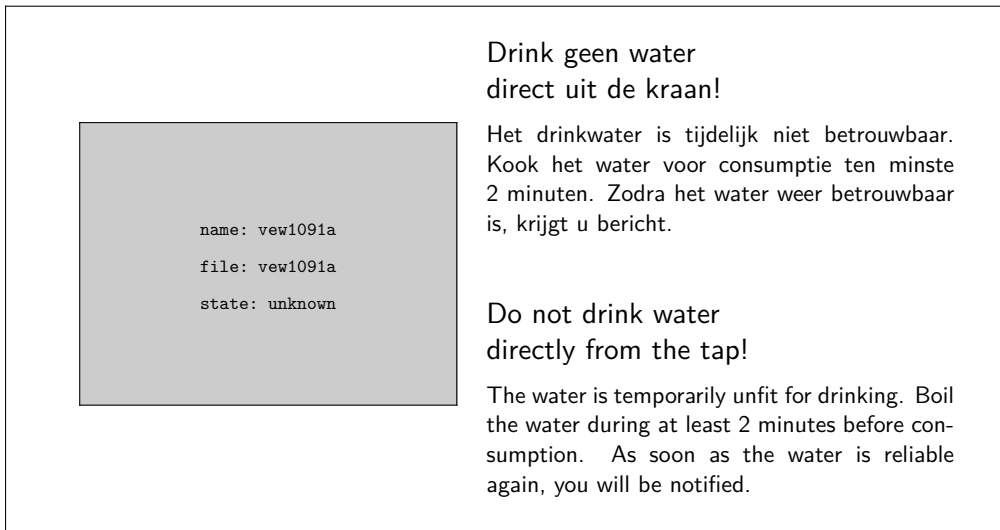 name: vew1091a
file: vew1091a
state: unknown
Drink geen water
direct uit de kraan!
Het drinkwater is tijdelijk niet betrouwbaar.
Kook het water voor consumptie ten minste
2 minuten. Zodra het water weer betrouwbaar
is, krijgt u bericht.
Do not drink water
directly from the tap!
The water is temporarily unfit for drinking. Boil
the water during at least 2 minutes before con-
sumption. As soon as the water is reliable
again, you will be notified.